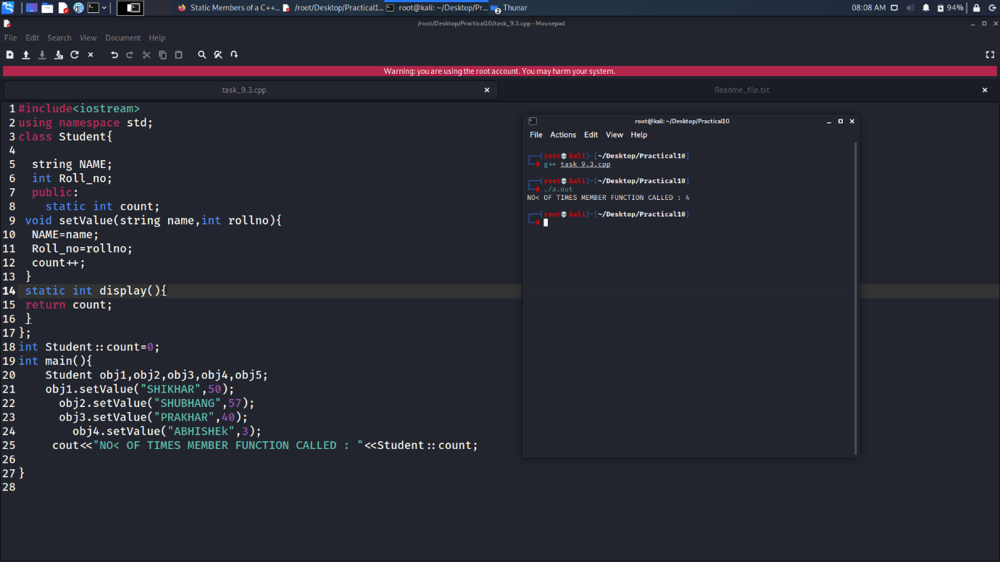 Static Members of a C++... /root/Desktop/Practical1... root@kali: ~/Desktop/Pr... 2 Thunar 08:08 AM 94%
/root/Desktop/Practical10/task_9.3.cpp - Mousepad
File Edit Search View Document Help
Warning: you are using the root account. You may harm your system.
task_9.3.cpp Readme_file.txt
1 #include<iostream>
2 using namespace std;
3 class Student{
4
5 string NAME;
6 int Roll_no;
7 public:
8 static int count;
9 void setValue(string name,int rollno){
10 NAME=name;
11 Roll_no=rollno;
12 count++;
13 }
14 static int display(){
15 return count;
16 }
17 };
18 int Student::count=0;
19 int main(){
20 Student obj1,obj2,obj3,obj4,obj5;
21 obj1.setValue("SHIKHAR",50);
22 obj2.setValue("SHUBHANG",57);
23 obj3.setValue("PRAKHAR",40);
24 obj4.setValue("ABHISHEk",3);
25 cout<<"NO< OF TIMES MEMBER FUNCTION CALLED : "<<Student::count;
26
27 }
28
root@kali: ~/Desktop/Practical10
File Actions Edit View Help
(root💀kali)-[~/Desktop/Practical10]
# g++ task_9.3.cpp
(root💀kali)-[~/Desktop/Practical10]
# ./a.out
NO< OF TIMES MEMBER FUNCTION CALLED : 4
(root💀kali)-[~/Desktop/Practical10]
#